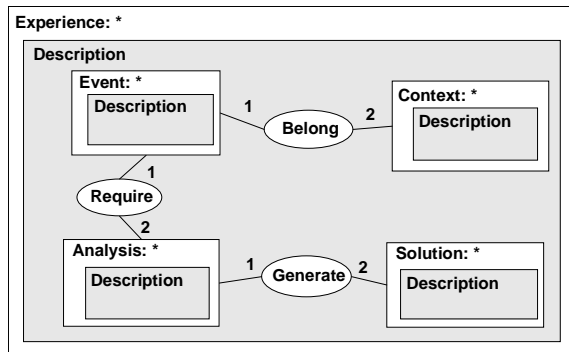 Experience: *
Description
Event: *
Description
1
Belong
2
Context: *
Description
1
Require
2
Analysis: *
Description
1
Generate
2
Solution: *
Description